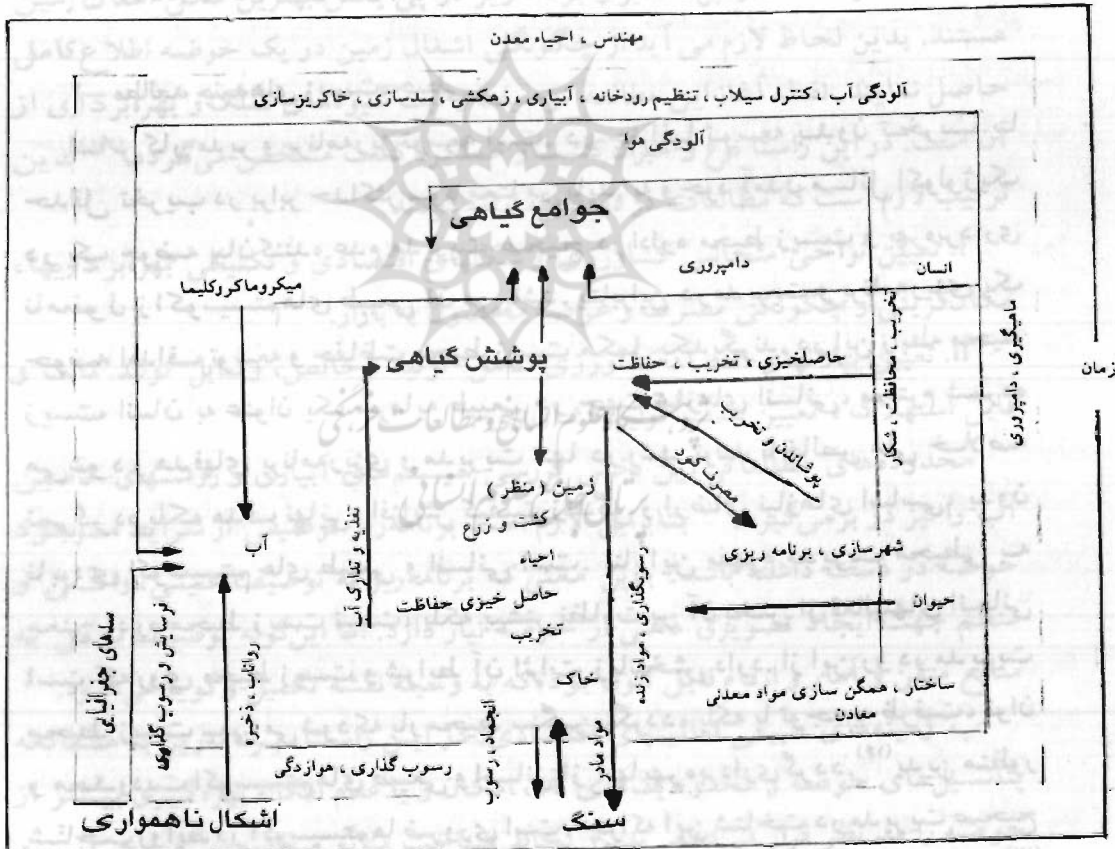 مهندس ، احیاء معدن
آلودگی آب ، کنترل سیلاب ، تنظیم رودخانه ، آبیاری ، زهکشی ، سدسازی ، خاکریزسازی
آلودگی هوا
جوامع گیاهی
دامپروری
انسان
میکروماکروکلیما
تخریب ، محافظت ، شکار
ماهیگیری ، دامپروری
زمان
پوشش گیاهی
حاصلخیزی ، تخریب ، حفاظت
پوشاندن و تخریب
مصرف کود
زمین ( منظر )
کشت و زرع
احیاء
حاصل خیزی حفاظت
تخریب
خاک
آب
تغذیه و تداری آب
شهرسازی ، برنامه ریزی
حیوان
رسوبگذاری ، مواد زنده
ساختار ، همگن سازی مواد معدنی
معادن
سدهای جغرافیایی
فرسایش و رسوب گذاری
رواناب ، ذخیره
رسوب گذاری ، هوازدگی
انجماد ، رسوب
مواد مادر
اشکال ناهمواری
سنگ